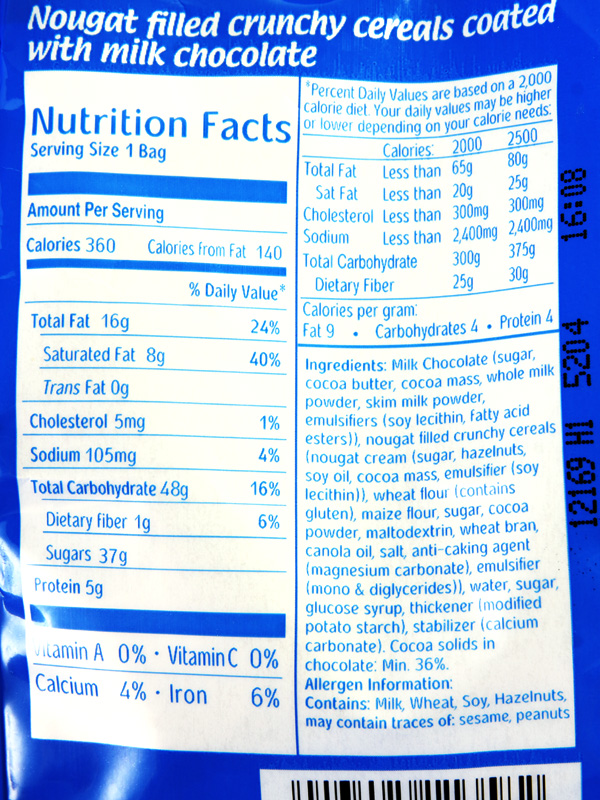 Nougat filled crunchy cereals coated
with milk chocolate
Nutrition Facts
Serving Size 1 Bag
Amount Per Serving
Calories 360 Calories from Fat 140
% Daily Value*
Total Fat 16g 24%
Saturated Fat 8g 40%
Trans Fat 0g
Cholesterol 5mg 1%
Sodium 105mg 4%
Total Carbohydrate 48g 16%
Dietary fiber 1g 6%
Sugars 37g
Protein 5g
Vitamin A 0% · Vitamin C 0%
Calcium 4% · Iron 6%
*Percent Daily Values are based on a 2,000
calorie diet. Your daily values may be higher
or lower depending on your calorie needs:
Calories: 2000 2500
Total Fat Less than 65g 80g
Sat Fat Less than 20g 25g
Cholesterol Less than 300mg 300mg
Sodium Less than 2,400mg 2,400mg
Total Carbohydrate 300g 375g
Dietary Fiber 25g 30g
Calories per gram:
Fat 9 • Carbohydrates 4 • Protein 4
Ingredients: Milk Chocolate (sugar,
cocoa butter, cocoa mass, whole milk
powder, skim milk powder,
emulsifiers (soy lecithin, fatty acid
esters)), nougat filled crunchy cereals
(nougat cream (sugar, hazelnuts,
soy oil, cocoa mass, emulsifier (soy
lecithin)), wheat flour (contains
gluten), maize flour, sugar, cocoa
powder, maltodextrin, wheat bran,
canola oil, salt, anti-caking agent
(magnesium carbonate), emulsifier
(mono & diglycerides)), water, sugar,
glucose syrup, thickener (modified
potato starch), stabilizer (calcium
carbonate). Cocoa solids in
chocolate: Min. 36%.
Allergen Information:
Contains: Milk, Wheat, Soy, Hazelnuts,
may contain traces of: sesame, peanuts
12169 H1 5204 16:08